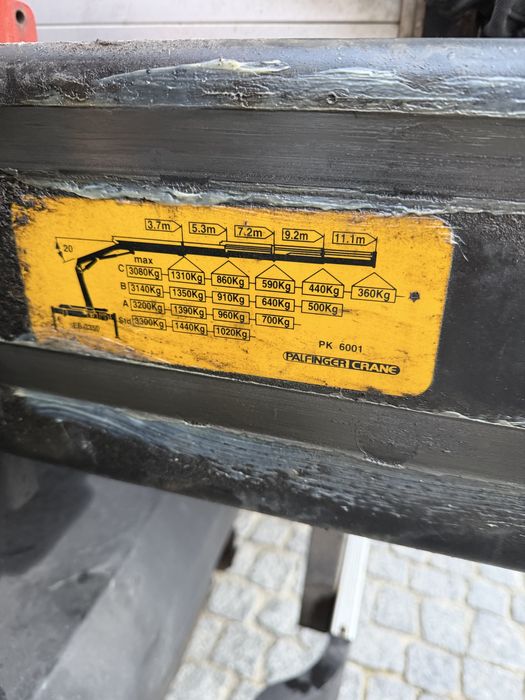 3.7m 5.3m 7.2m 9.2m 11.1m
20
max
C 3080Kg 1310Kg 860Kg 590Kg 440Kg 360Kg
B 3140Kg 1350Kg 910Kg 640Kg 500Kg
A 3200Kg 1390Kg 960Kg 700Kg
Std 3300Kg 1440Kg 1020Kg
PK 6001
PALFINGER CRANE